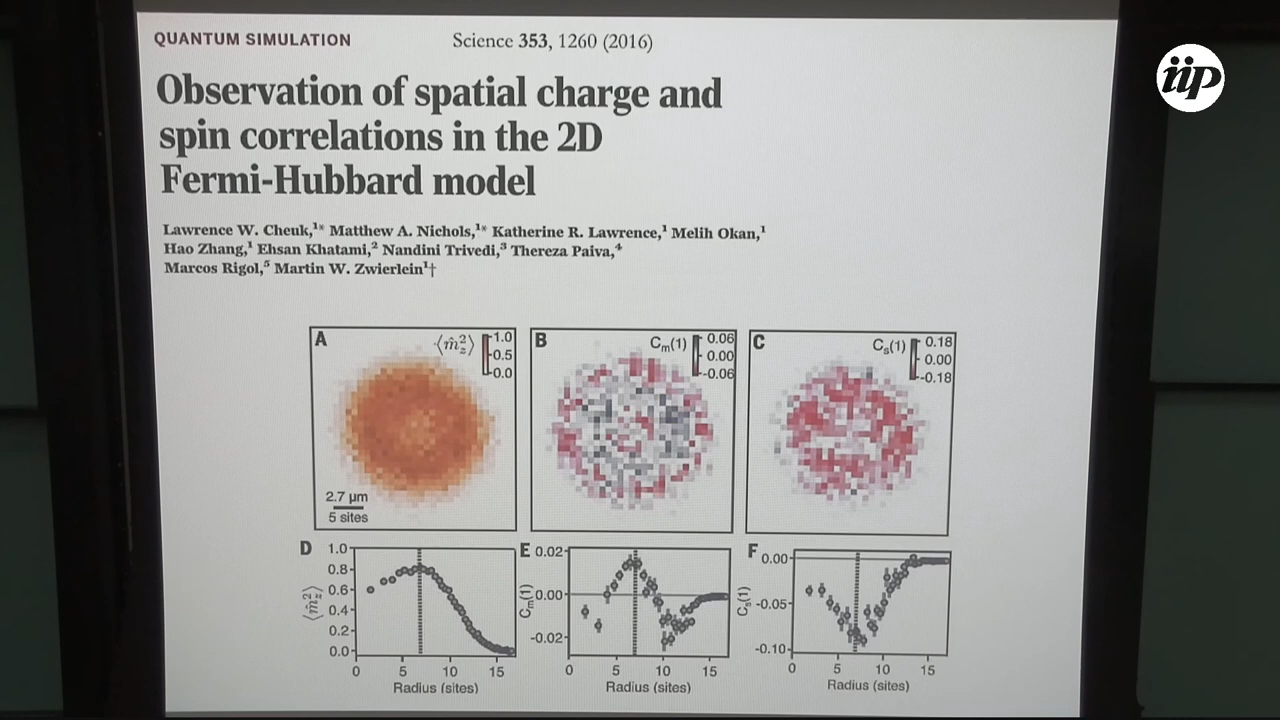 QUANTUM SIMULATION
Science 353, 1260 (2016)
iip
Observation of spatial charge and
spin correlations in the 2D
Fermi-Hubbard model
Lawrence W. Cheuk,¹* Matthew A. Nichols,¹* Katherine R. Lawrence,¹ Melih Okan,¹
Hao Zhang,¹ Ehsan Khatami,² Nandini Trivedi,³ Thereza Paiva,⁴
Marcos Rigol,⁵ Martin W. Zwierlein¹†
A
⟨m̂²z⟩
1.0
0.5
0.0
2.7 µm
5 sites
B
Cm(1)
0.06
0.00
-0.06
C
Cs(1)
0.18
0.00
-0.18
D
⟨m̂²z⟩
1.0
0.8
0.6
0.4
0.2
0.0
0 5 10 15
Radius (sites)
E
Cm(1)
0.02
0.00
-0.02
0 5 10 15
Radius (sites)
F
Cs(1)
0.00
-0.05
-0.10
0 5 10 15
Radius (sites)